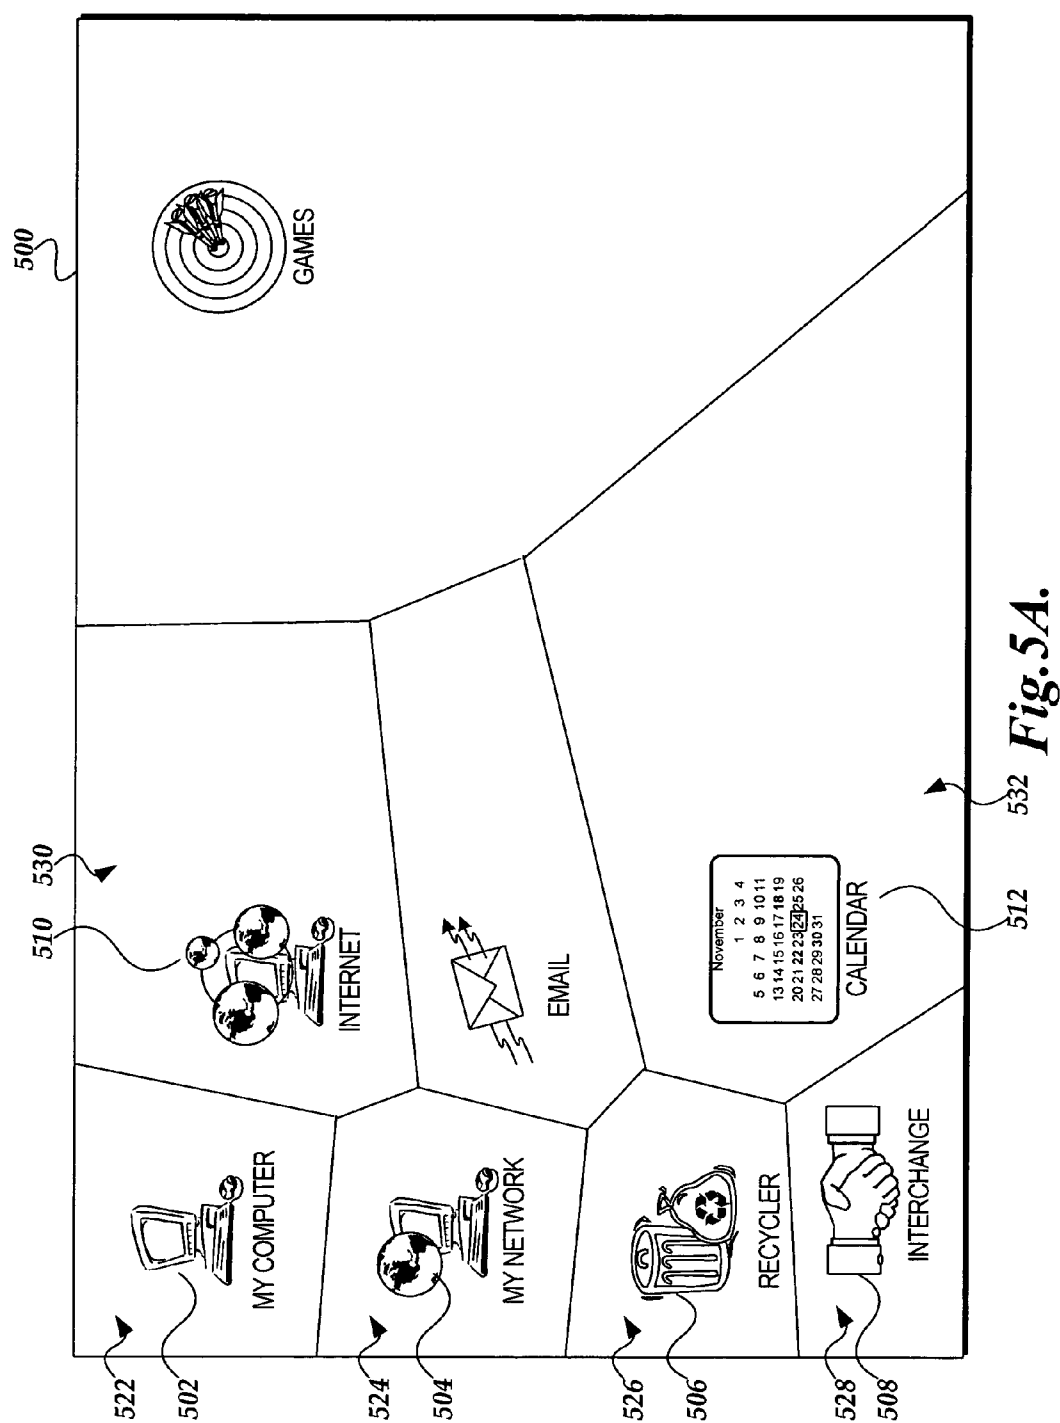 510
530
500
522
502
MY COMPUTER
INTERNET
GAMES
524
504
MY NETWORK
EMAIL
526
506
RECYCLER
November
1 2 3 4
5 6 7 8 9 10 11
13 14 15 16 17 18 19
20 21 22 23 24 25 26
27 28 29 30 31
CALENDAR
528
508
INTERCHANGE
512
532
Fig.5A.